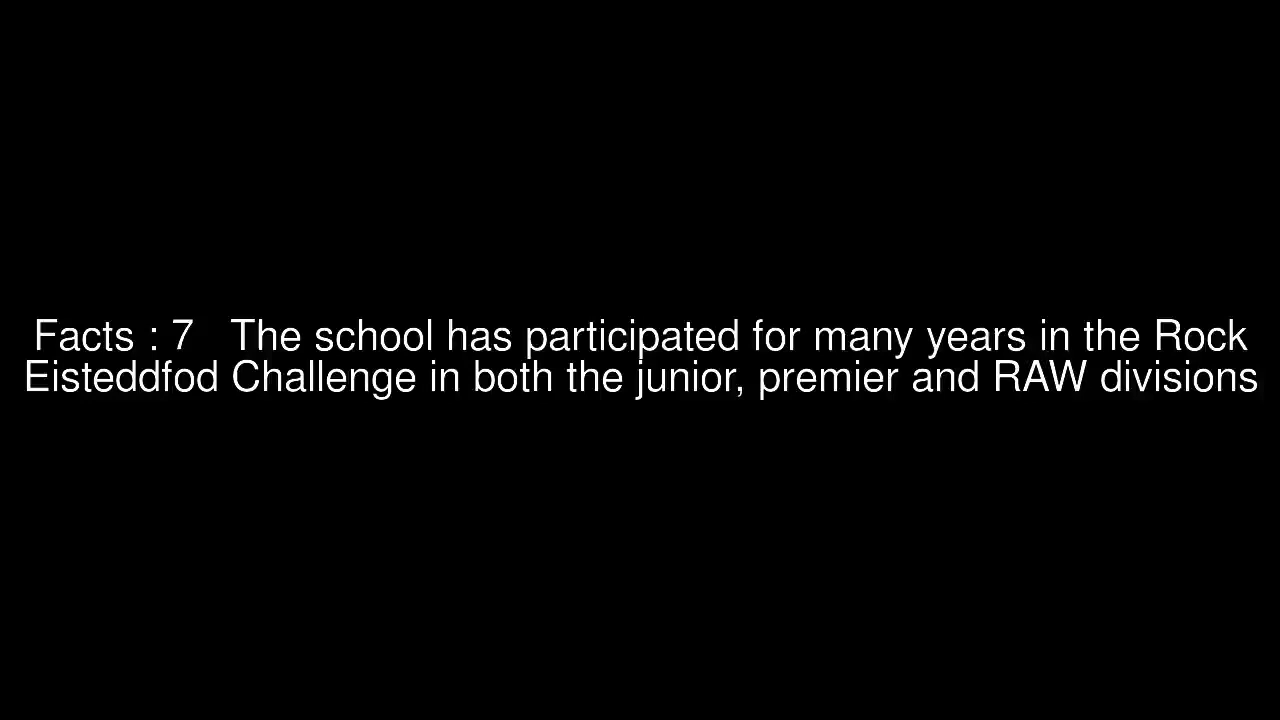 Facts : 7   The school has participated for many years in the Rock
Eisteddfod Challenge in both the junior, premier and RAW divisions